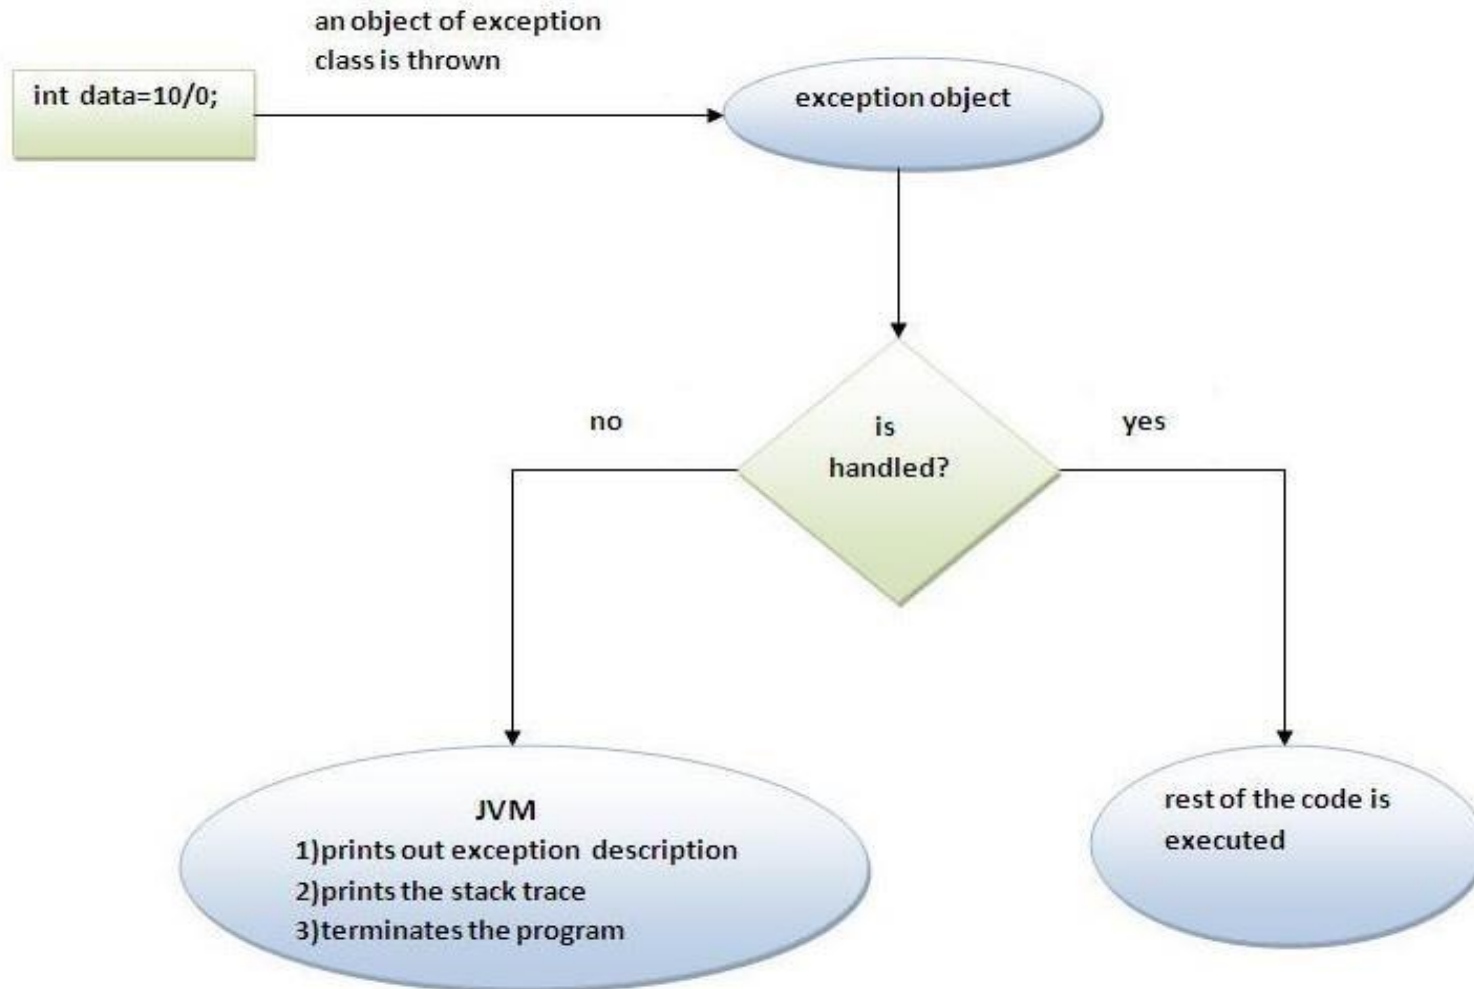 an object of exception
class is thrown
int data=10/0;
exception object
no
is
handled?
yes
JVM
1)prints out exception description
2)prints the stack trace
3)terminates the program
rest of the code is
executed